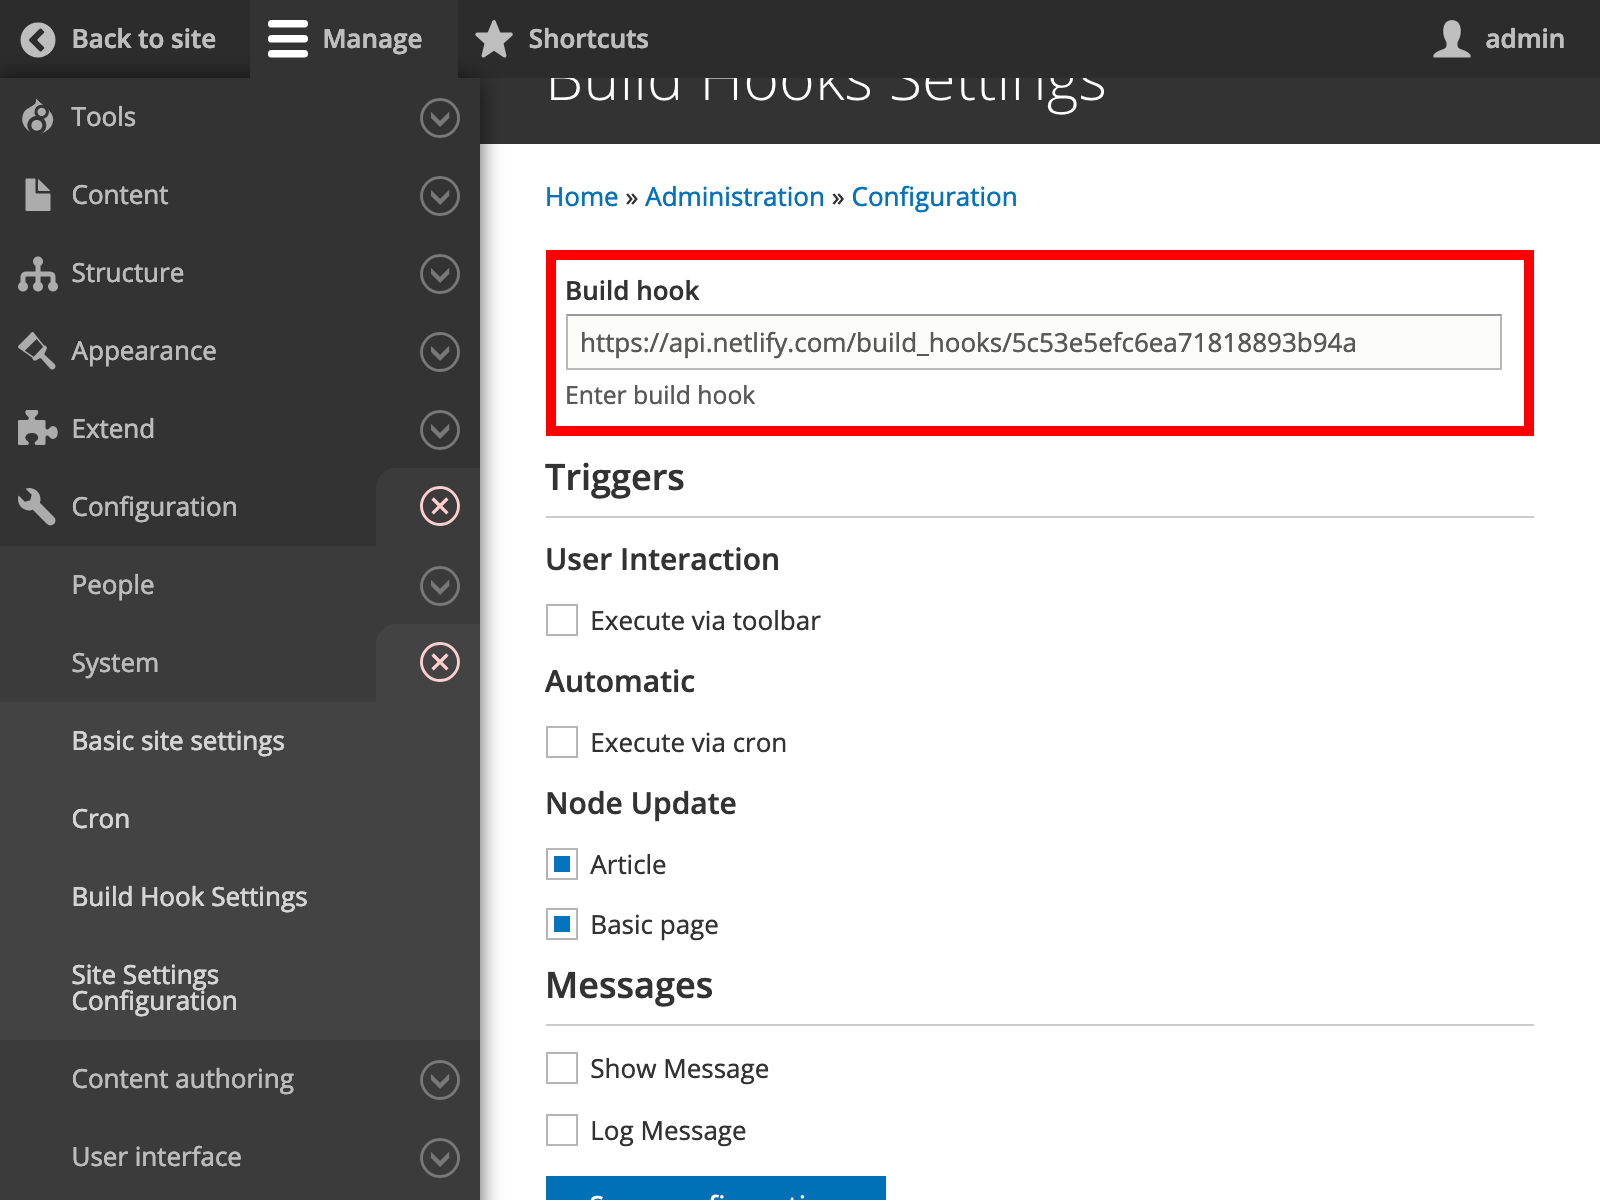 Back to site
Manage
Shortcuts
admin
Tools
Content
Structure
Appearance
Extend
Configuration
People
System
Basic site settings
Cron
Build Hook Settings
Site Settings
Configuration
Content authoring
User interface
Build Hooks Settings
Home » Administration » Configuration
Build hook
https://api.netlify.com/build_hooks/5c53e5efc6ea71818893b94a
Enter build hook
Triggers
User Interaction
Execute via toolbar
Automatic
Execute via cron
Node Update
Article
Basic page
Messages
Show Message
Log Message